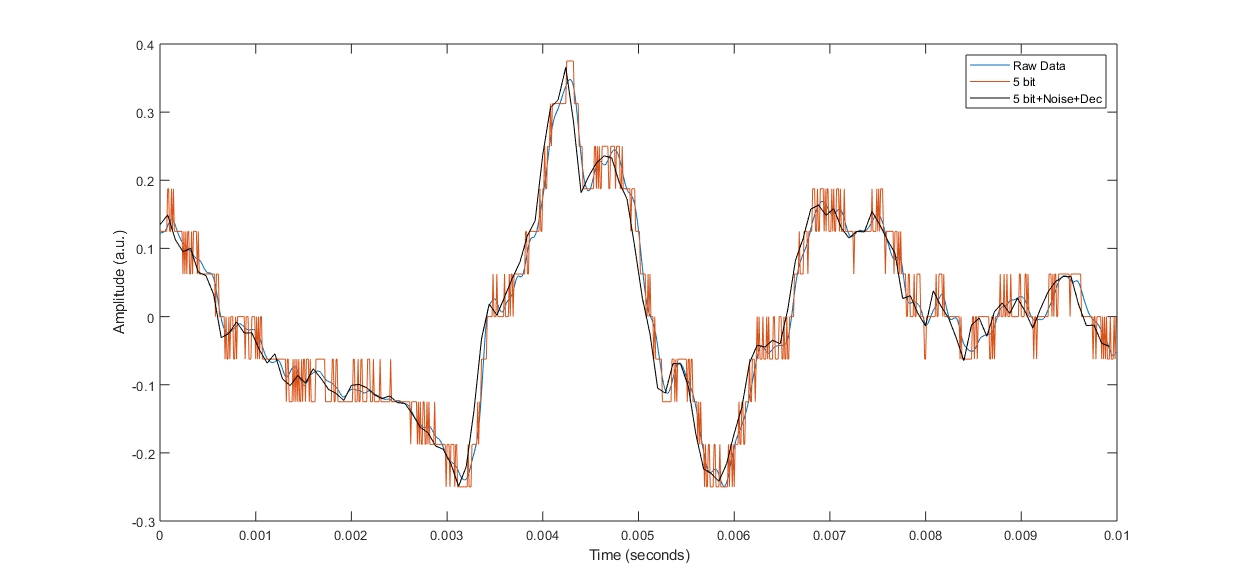 0.4
0.3
0.2
0.1
0
-0.1
-0.2
-0.3
Amplitude (a.u.)
Raw Data
5 bit
5 bit+Noise+Dec
0 0.001 0.002 0.003 0.004 0.005 0.006 0.007 0.008 0.009 0.01
Time (seconds)